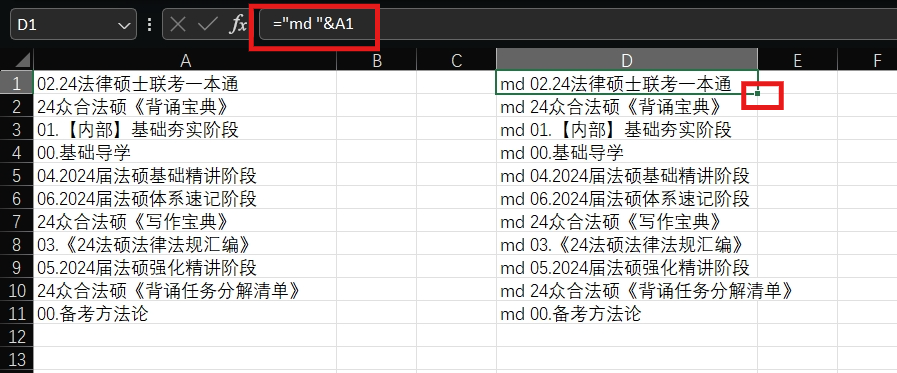 D1 fx ="md "&A1
A B C D E F
1 02.24法律硕士联考一本通 md 02.24法律硕士联考一本通
2 24众合法硕《背诵宝典》 md 24众合法硕《背诵宝典》
3 01.【内部】基础夯实阶段 md 01.【内部】基础夯实阶段
4 00.基础导学 md 00.基础导学
5 04.2024届法硕基础精讲阶段 md 04.2024届法硕基础精讲阶段
6 06.2024届法硕体系速记阶段 md 06.2024届法硕体系速记阶段
7 24众合法硕《写作宝典》 md 24众合法硕《写作宝典》
8 03.《24法硕法律法规汇编》 md 03.《24法硕法律法规汇编》
9 05.2024届法硕强化精讲阶段 md 05.2024届法硕强化精讲阶段
10 24众合法硕《背诵任务分解清单》 md 24众合法硕《背诵任务分解清单》
11 00.备考方法论 md 00.备考方法论
12
13